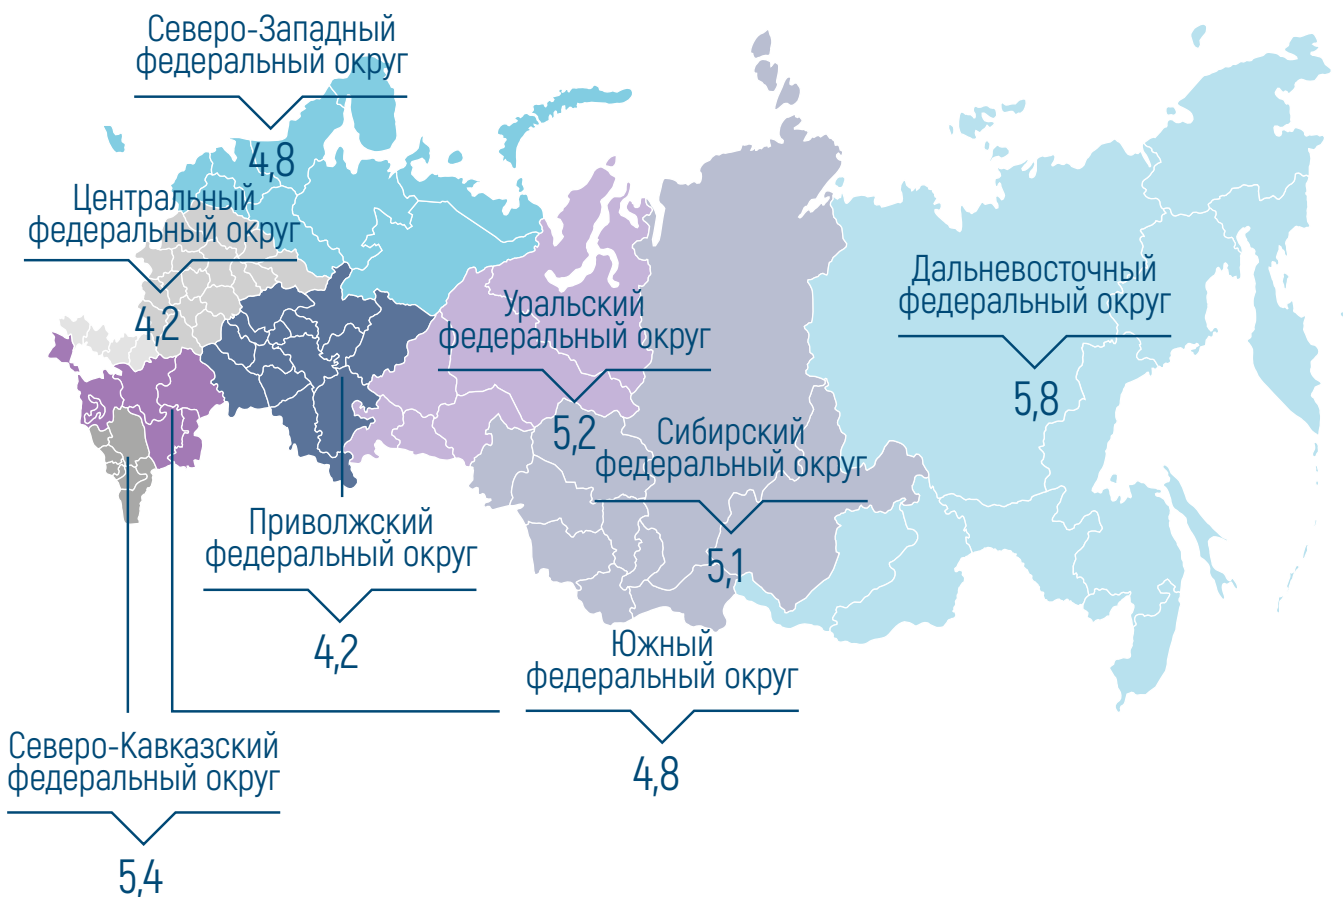 Северо-Западный
федеральный округ
4,8
Центральный
федеральный округ
4,2
Уральский
федеральный округ
5,2
Дальневосточный
федеральный округ
5,8
Сибирский
федеральный округ
5,1
Приволжский
федеральный округ
4,2
Южный
федеральный округ
4,8
Северо-Кавказский
федеральный округ
5,4